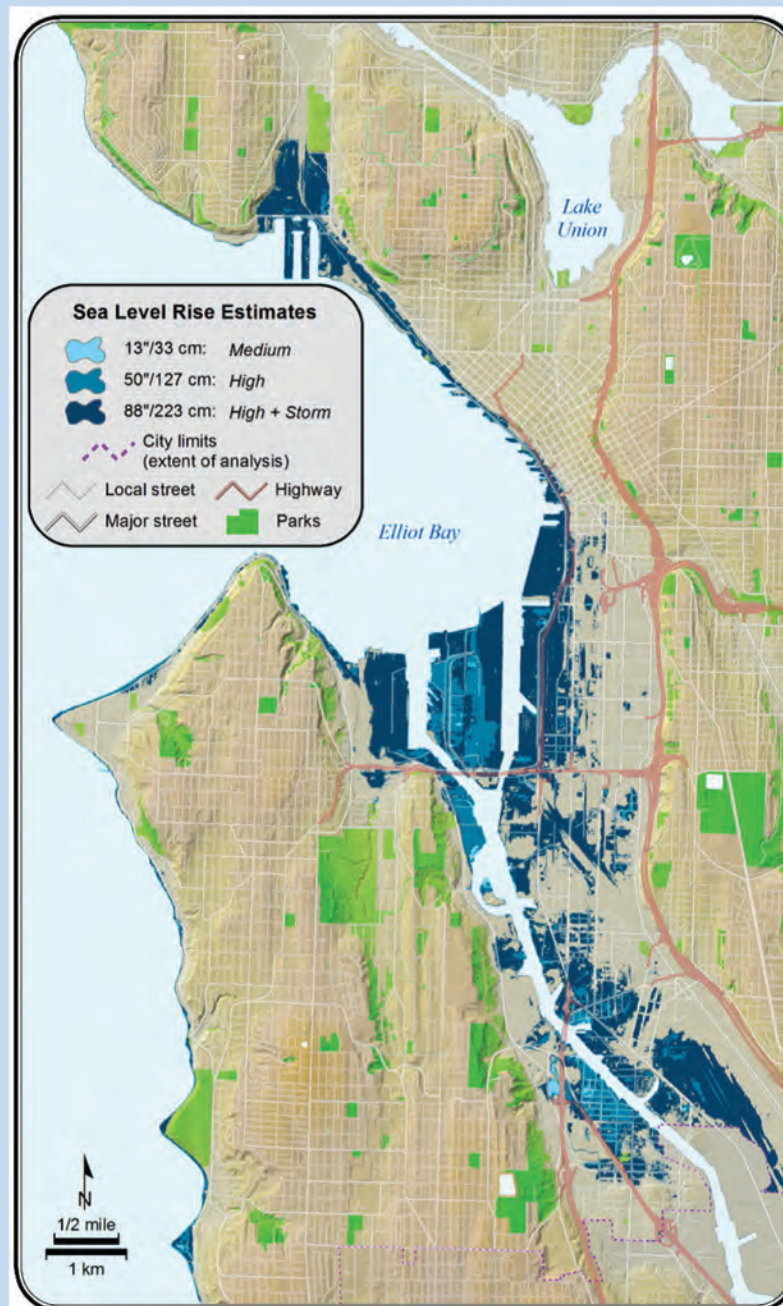 Lake
Union
Sea Level Rise Estimates
13"/33 cm: Medium
50"/127 cm: High
88"/223 cm: High + Storm
City limits
(extent of analysis)
Local street
Highway
Major street
Parks
Elliot Bay
N
1/2 mile
1 km